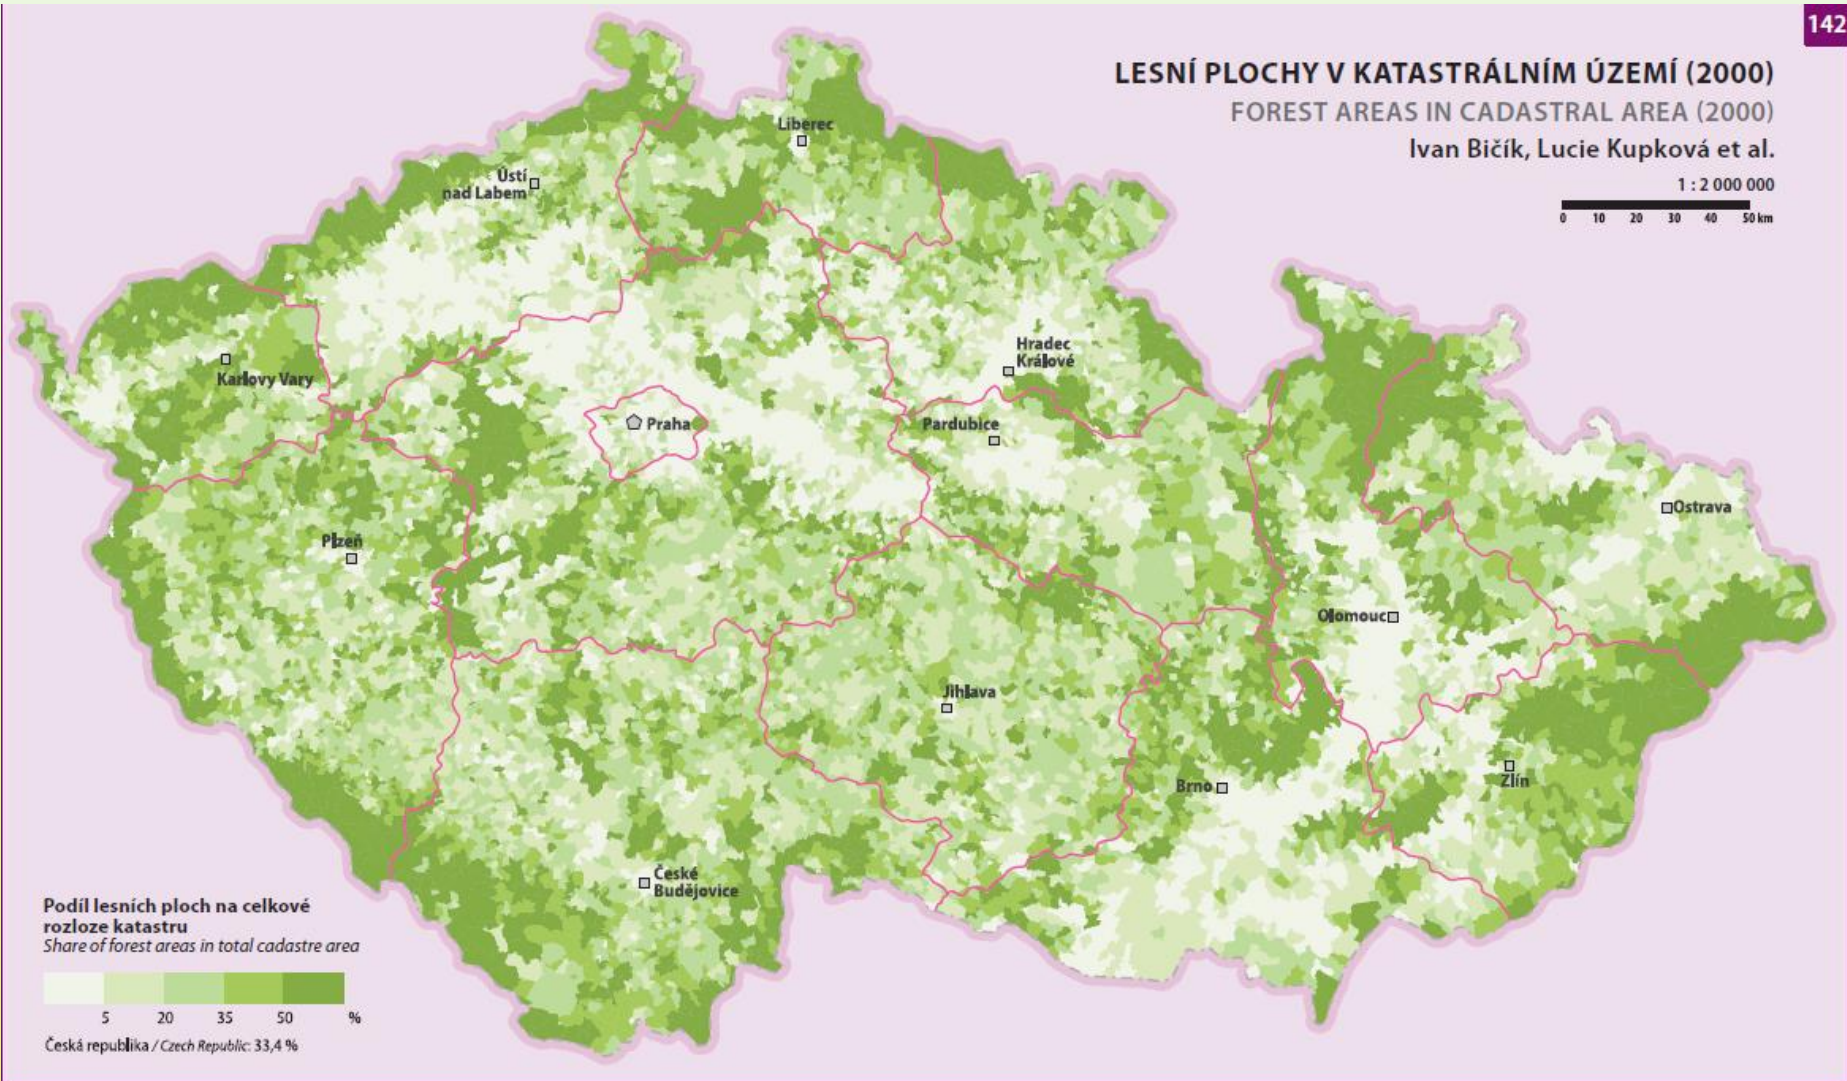 142
LESNÍ PLOCHY V KATASTRÁLNÍM ÚZEMÍ (2000)
FOREST AREAS IN CADASTRAL AREA (2000)
Ivan Bičík, Lucie Kupková et al.
1 : 2 000 000
0 10 20 30 40 50 km
Liberec
Ústí
nad Labem
Karlovy Vary
Hradec
Králové
Praha
Pardubice
Plzeň
Ostrava
Olomouc
Jihlava
Brno
Zlín
České
Budějovice
Podíl lesních ploch na celkové
rozloze katastru
Share of forest areas in total cadastre area
5 20 35 50 %
Česká republika / Czech Republic: 33,4 %